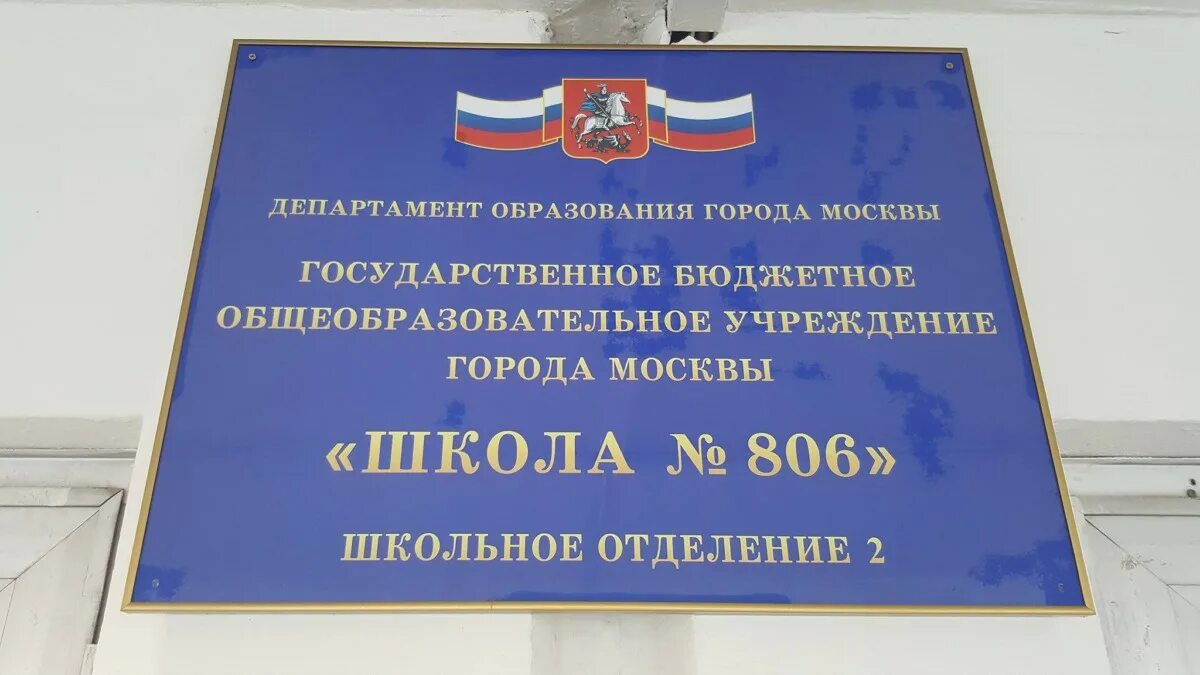 ДЕПАРТАМЕНТ ОБРАЗОВАНИЯ ГОРОДА МОСКВЫ
ГОСУДАРСТВЕННОЕ БЮДЖЕТНОЕ
ОБЩЕОБРАЗОВАТЕЛЬНОЕ УЧРЕЖДЕНИЕ
ГОРОДА МОСКВЫ
«ШКОЛА № 806»
ШКОЛЬНОЕ ОТДЕЛЕНИЕ 2